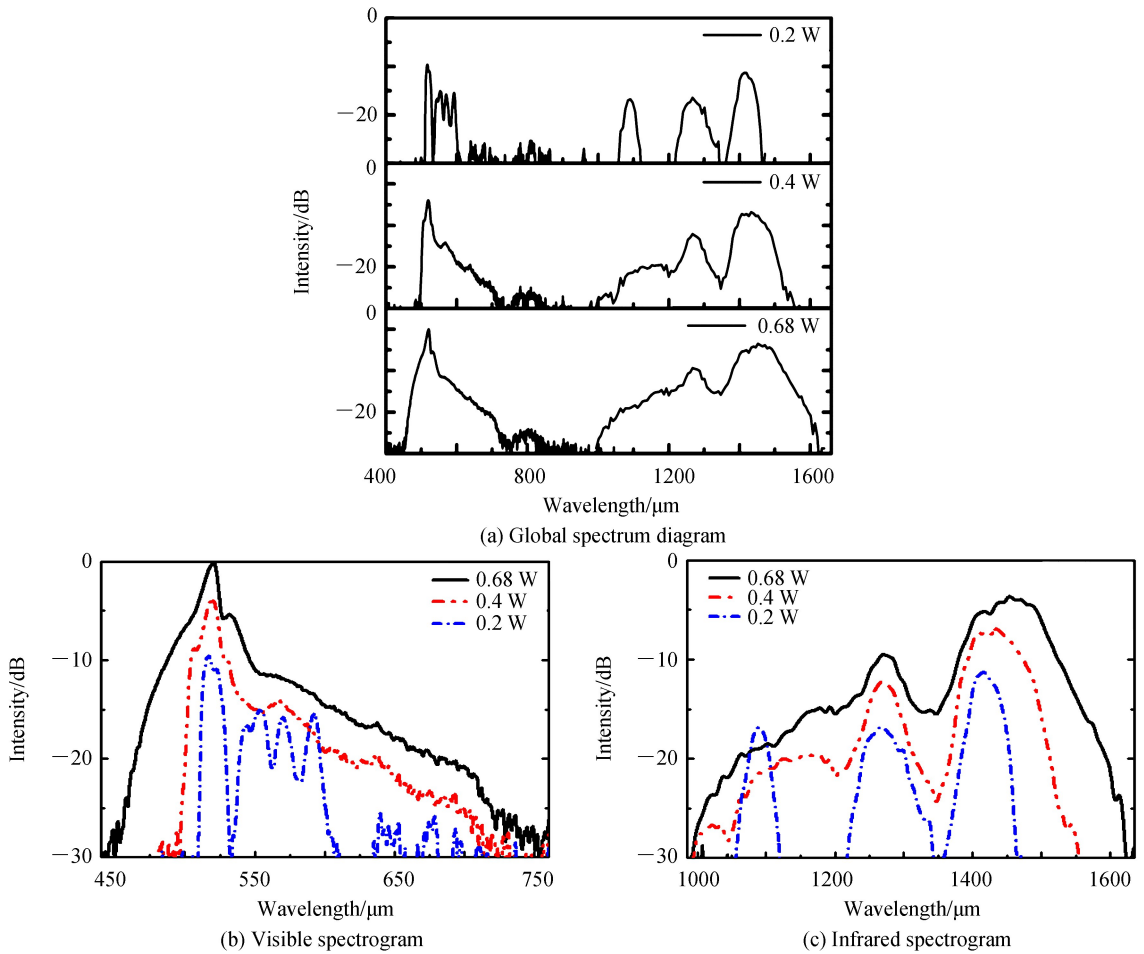 0
0.2 W
−20
0
0.4 W
−20
0
0.68 W
−20
Intensity/dB
400
800
1200
1600
Wavelength/μm
(a) Global spectrum diagram
0
−10
−20
−30
Intensity/dB
0.68 W
0.4 W
0.2 W
450
550
650
750
Wavelength/μm
(b) Visible spectrogram
0
−10
−20
−30
Intensity/dB
0.68 W
0.4 W
0.2 W
1000
1200
1400
1600
Wavelength/μm
(c) Infrared spectrogram